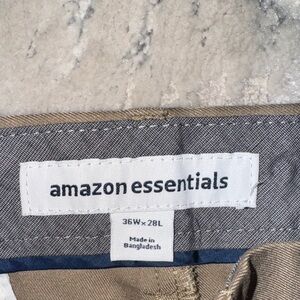 amazon essentials
36W x 28L
Made in
Bangladesh